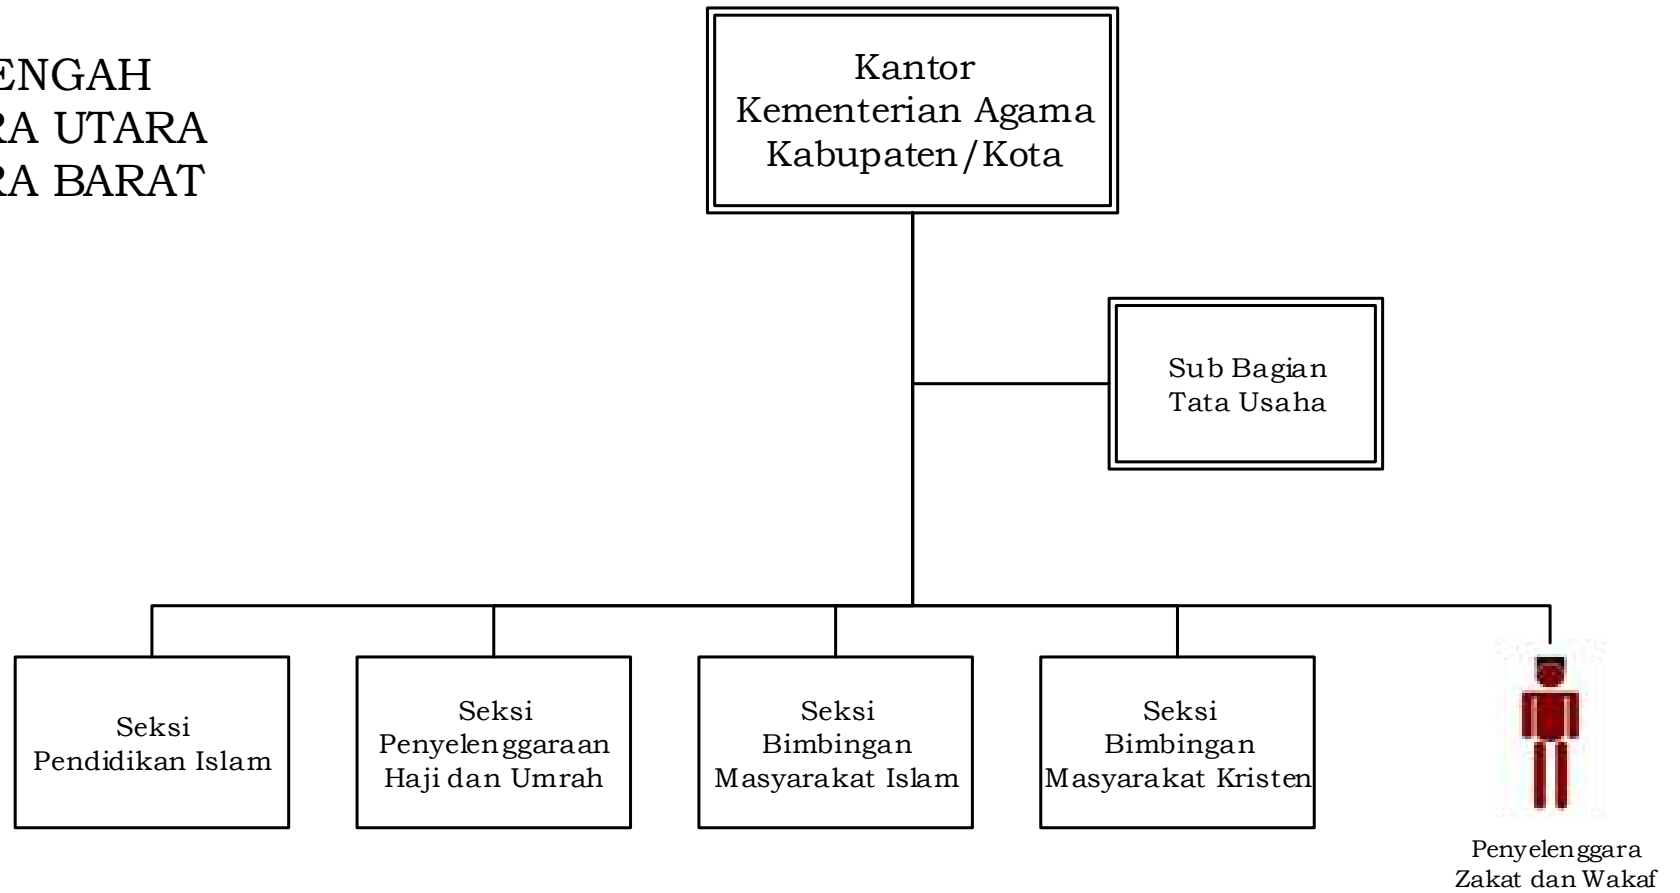 ENGAH
RA UTARA
RA BARAT
Kantor
Kementerian Agama
Kabupaten/Kota
Sub Bagian
Tata Usaha
Seksi
Pendidikan Islam
Seksi
Penyelenggaraan
Haji dan Umrah
Seksi
Bimbingan
Masyarakat Islam
Seksi
Bimbingan
Masyarakat Kristen
Penyelenggara
Zakat dan Wakaf